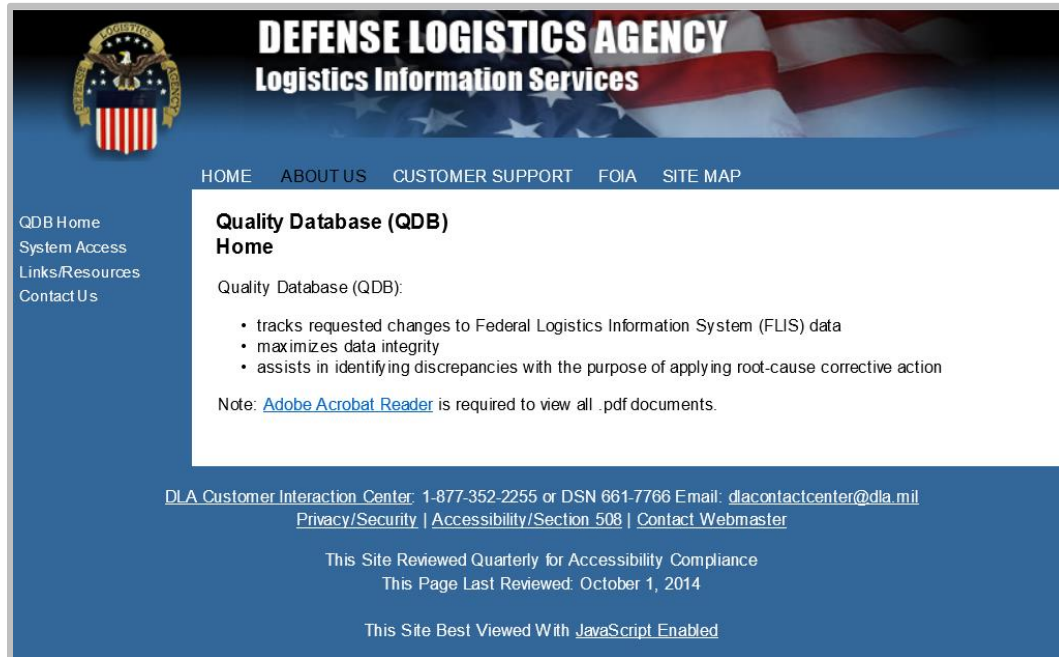 LOGISTICS
DEFENSE
AGENCY
DEFENSE LOGISTICS AGENCY
Logistics Information Services
HOME ABOUT US CUSTOMER SUPPORT FOIA SITE MAP
QDB Home
System Access
Links/Resources
Contact Us
Quality Database (QDB)
Home
Quality Database (QDB):
• tracks requested changes to Federal Logistics Information System (FLIS) data
• maximizes data integrity
• assists in identifying discrepancies with the purpose of applying root-cause corrective action
Note: Adobe Acrobat Reader is required to view all .pdf documents.
DLA Customer Interaction Center: 1-877-352-2255 or DSN 661-7766 Email: dlacontactcenter@dla.mil
Privacy/Security | Accessibility/Section 508 | Contact Webmaster
This Site Reviewed Quarterly for Accessibility Compliance
This Page Last Reviewed: October 1, 2014
This Site Best Viewed With JavaScript Enabled